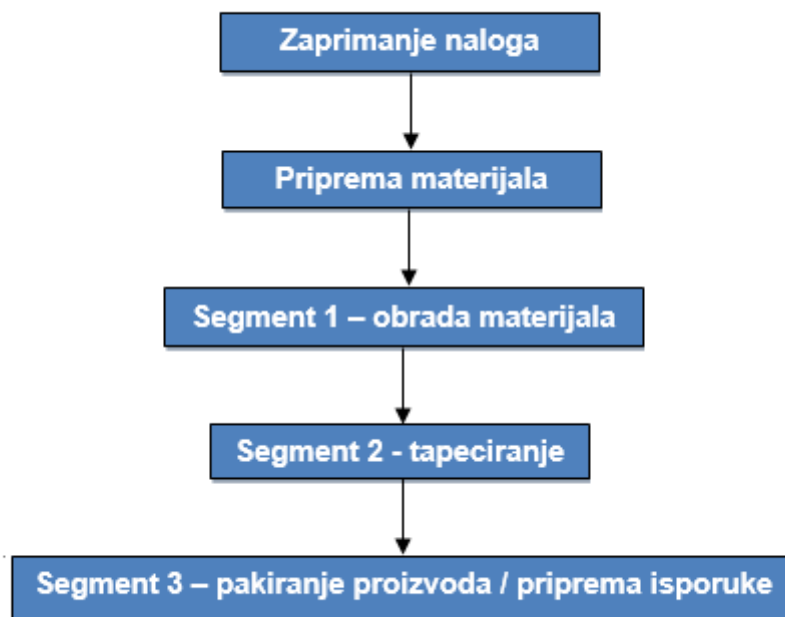 Zaprimanje naloga
Priprema materijala
Segment 1 – obrada materijala
Segment 2 - tapeciranje
Segment 3 – pakiranje proizvoda / priprema isporuke